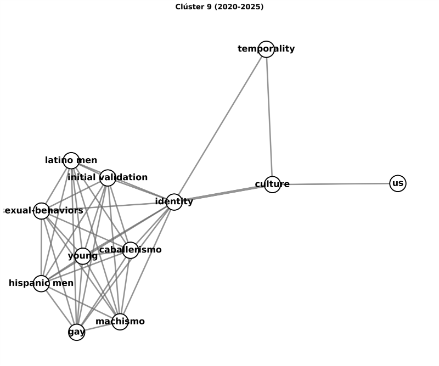 Clúster 9 (2020-2025)
temporality
latino men
initial validation
us
culture
identity
sexual-behaviors
caballerismo
young
hispanic men
machismo
gay